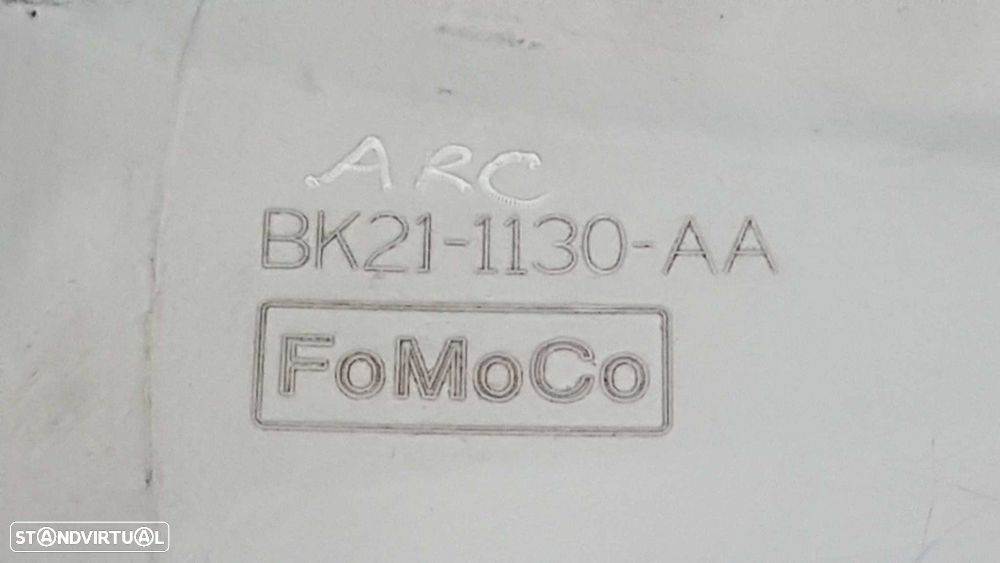 ARC
BK21-1130-AA
FoMoCo
STANDVIRTUAL